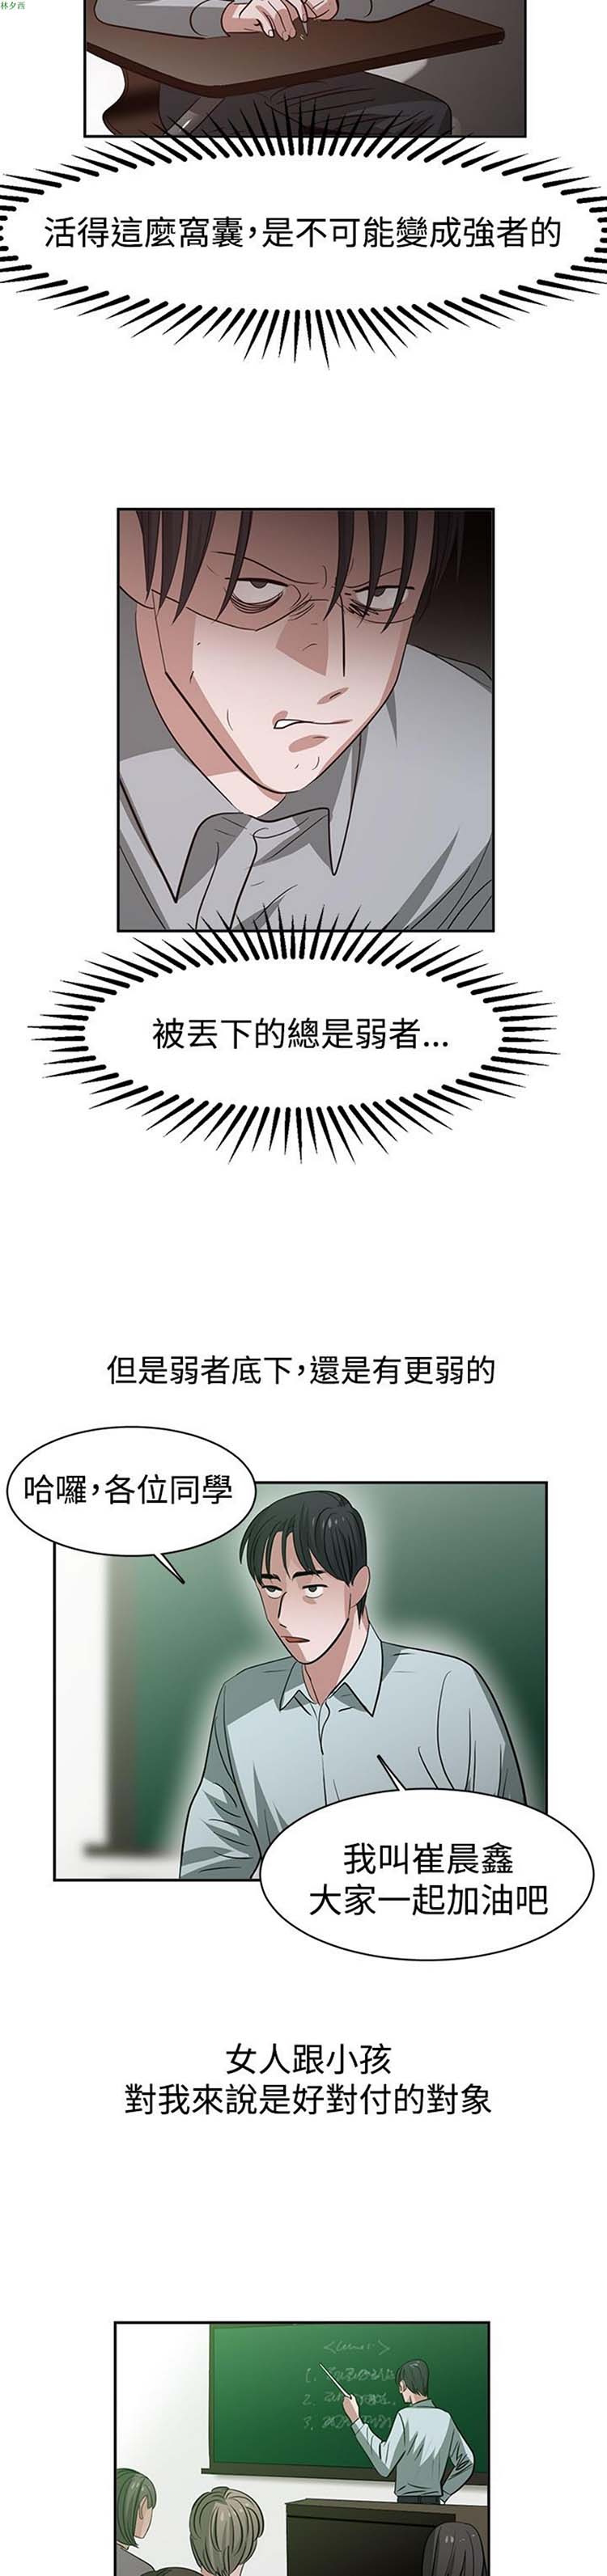 林夕西
活得這麼窩囊，是不可能變成強者的
被丟下的總是弱者...
但是弱者底下，還是有更弱的
哈囉，各位同學
我叫崔晨鑫
大家一起加油吧
女人跟小孩
對我來說是好對付的對象
1.
2.
3.